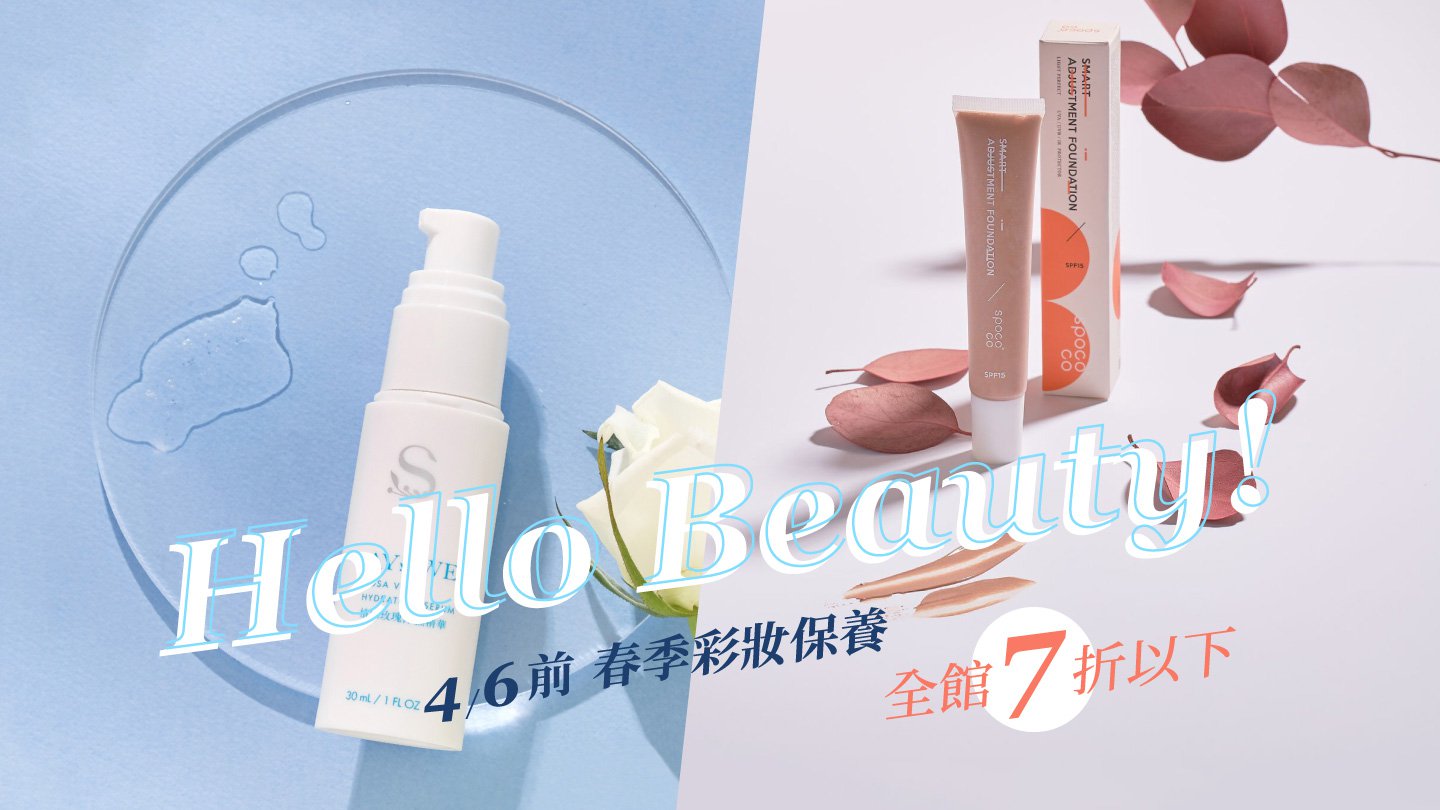 SMART
ADJUSTMENT FOUNDATION
SPF15
spoco
co
SMART
ADJUSTMENT FOUNDATION
spoco
co
SPF15
S
Hello Beauty!
30 mL / 1 FL OZ
4/6前 春季彩妝保養
全館7折以下